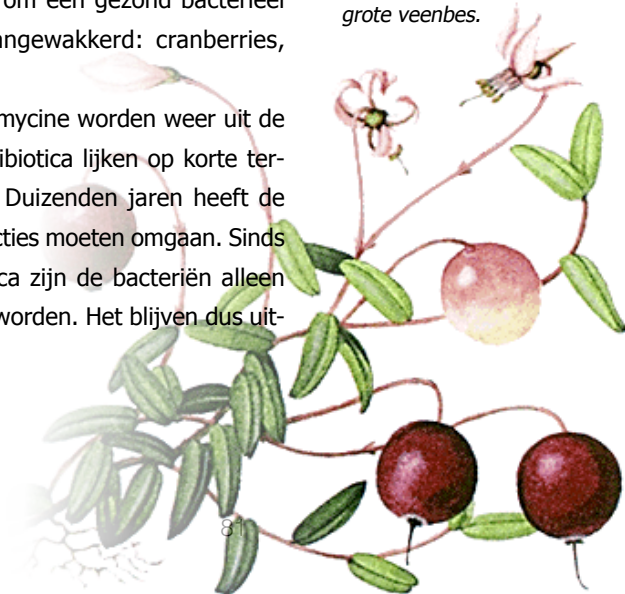 om een gezond bacterieel
angewakkerd: cranberries,
mycine worden weer uit de
ibiotica lijken op korte ter-
Duizenden jaren heeft de
cties moeten omgaan. Sinds
ca zijn de bacteriën alleen
worden. Het blijven dus uit-
grote veenbes.
81